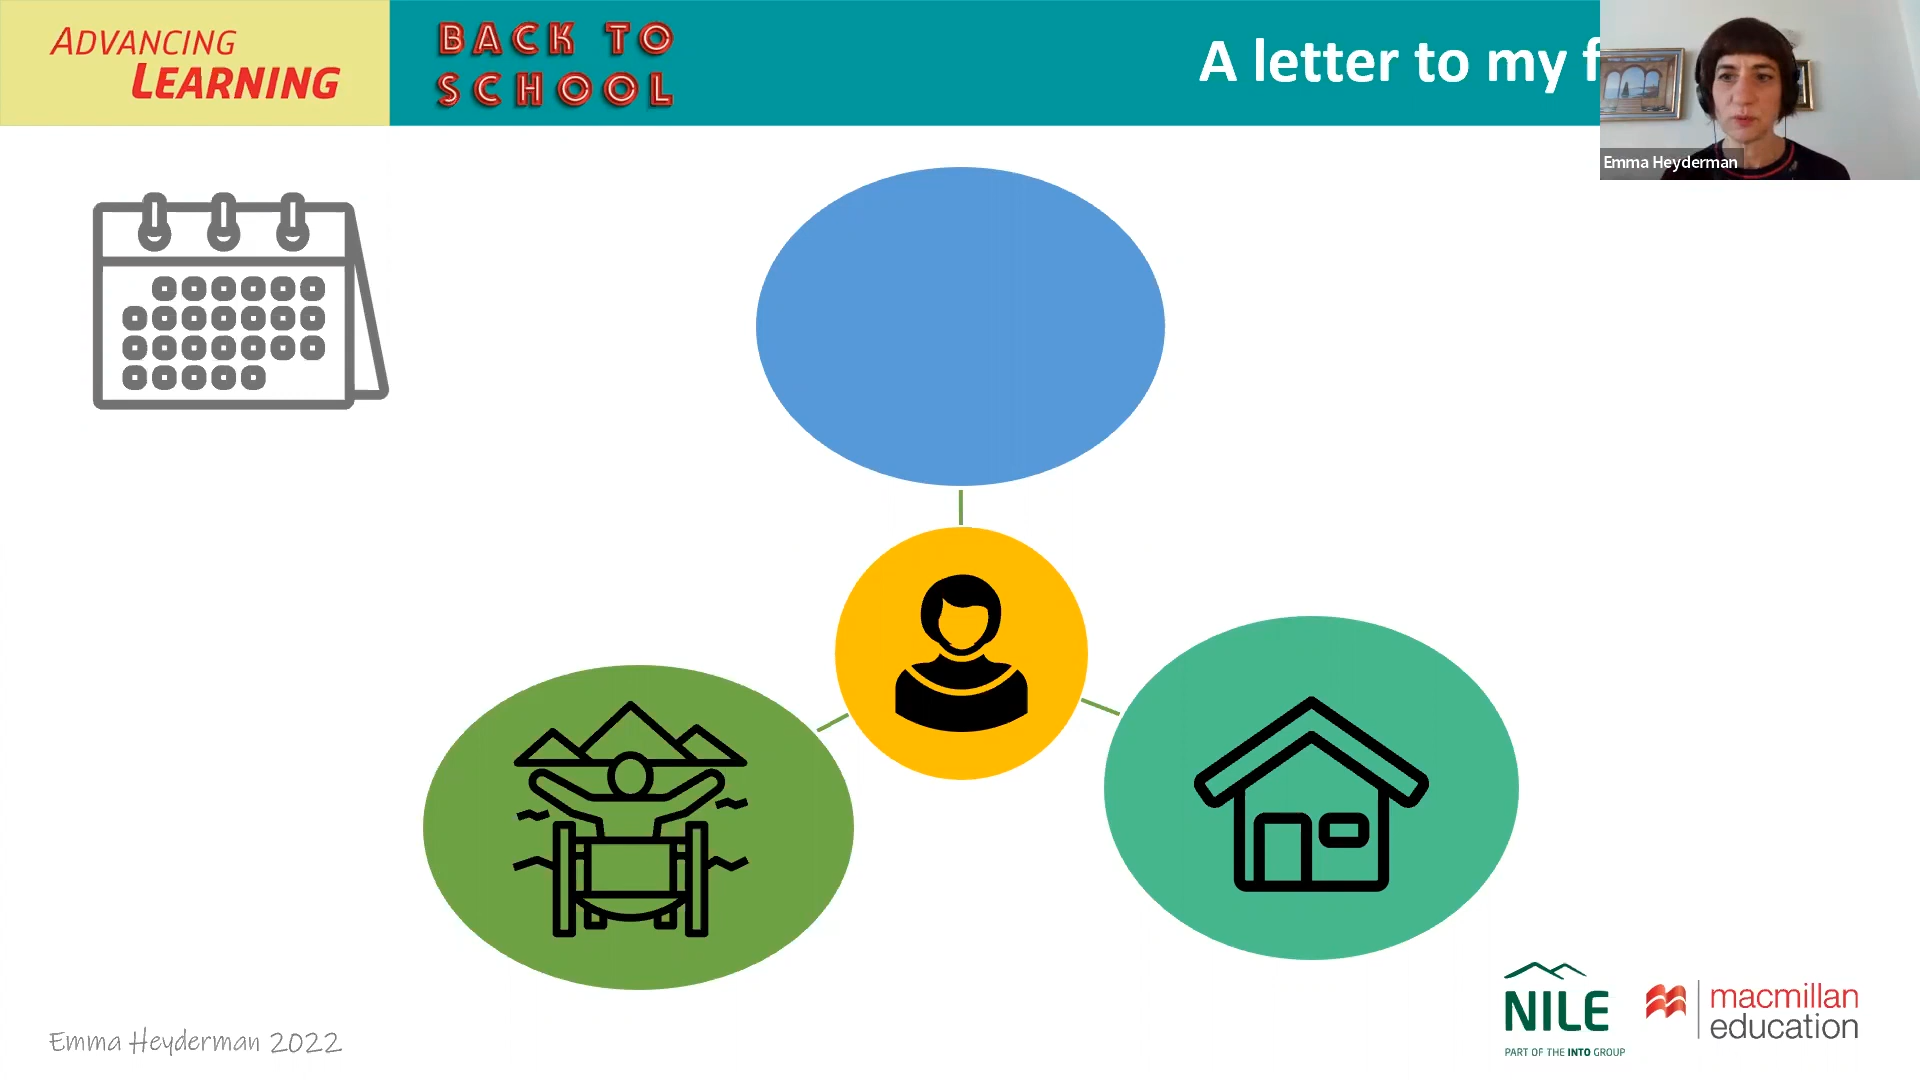 ADVANCING
LEARNING
BACK TO
SCHOOL
A letter to my f
Emma Heyderman
Emma Heyderman 2022
NILE
PART OF THE INTO GROUP
macmillan
education